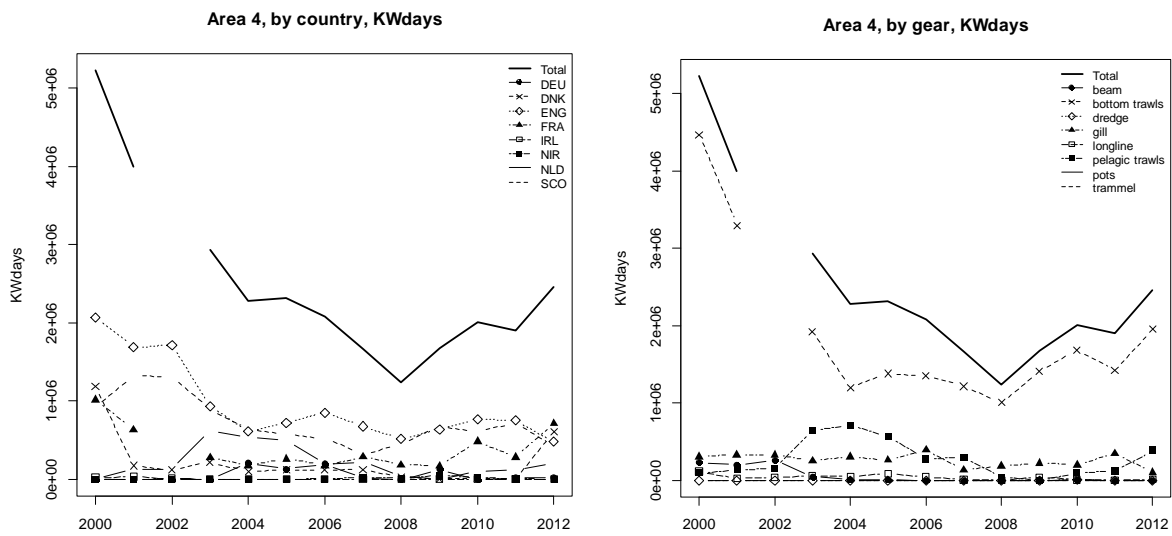 Area 4, by country, KWdays
KWdays
5e+06
4e+06
3e+06
2e+06
1e+06
0e+00
Total
DEU
DNK
ENG
FRA
IRL
NIR
NLD
SCO
2000 2002 2004 2006 2008 2010 2012
Area 4, by gear, KWdays
KWdays
5e+06
4e+06
3e+06
2e+06
1e+06
0e+00
Total
beam
bottom trawls
dredge
gill
longline
pelagic trawls
pots
trammel
2000 2002 2004 2006 2008 2010 2012